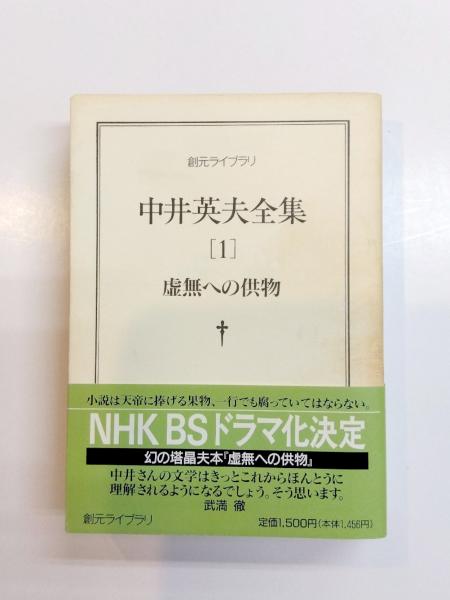 創元ライブラリ
中井英夫全集
[1]
虚無への供物
†
小説は天帝に捧げる果物、一行でも腐っていてはならない。
NHK BSドラマ化決定
幻の塔晶夫本『虚無への供物』
中井さんの文学はきっとこれからほんとうに
理解されるようになるでしょう。そう思います。
武満 徹
創元ライブラリ 定価1,500円(本体1,456円)